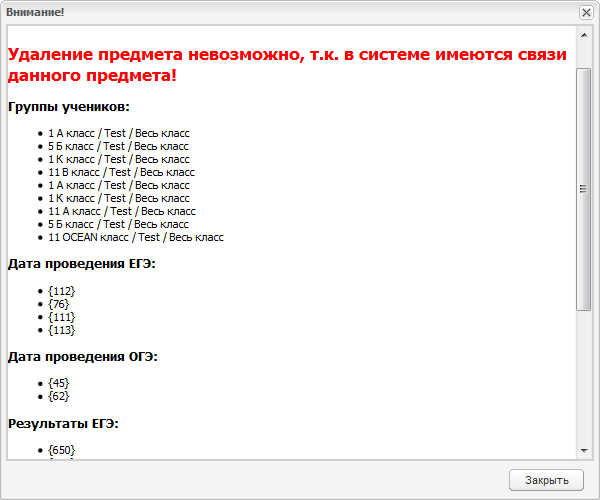 Внимание!
Удаление предмета невозможно, т.к. в системе имеются связи
данного предмета!
Группы учеников:
1 А класс / Test / Весь класс
5 Б класс / Test / Весь класс
1 К класс / Test / Весь класс
11 В класс / Test / Весь класс
1 А класс / Test / Весь класс
1 К класс / Test / Весь класс
11 А класс / Test / Весь класс
5 Б класс / Test / Весь класс
11 OCEAN класс / Test / Весь класс
Дата проведения ЕГЭ:
{112}
{76}
{111}
{113}
Дата проведения ОГЭ:
{45}
{62}
Результаты ЕГЭ:
{650}
Закрыть